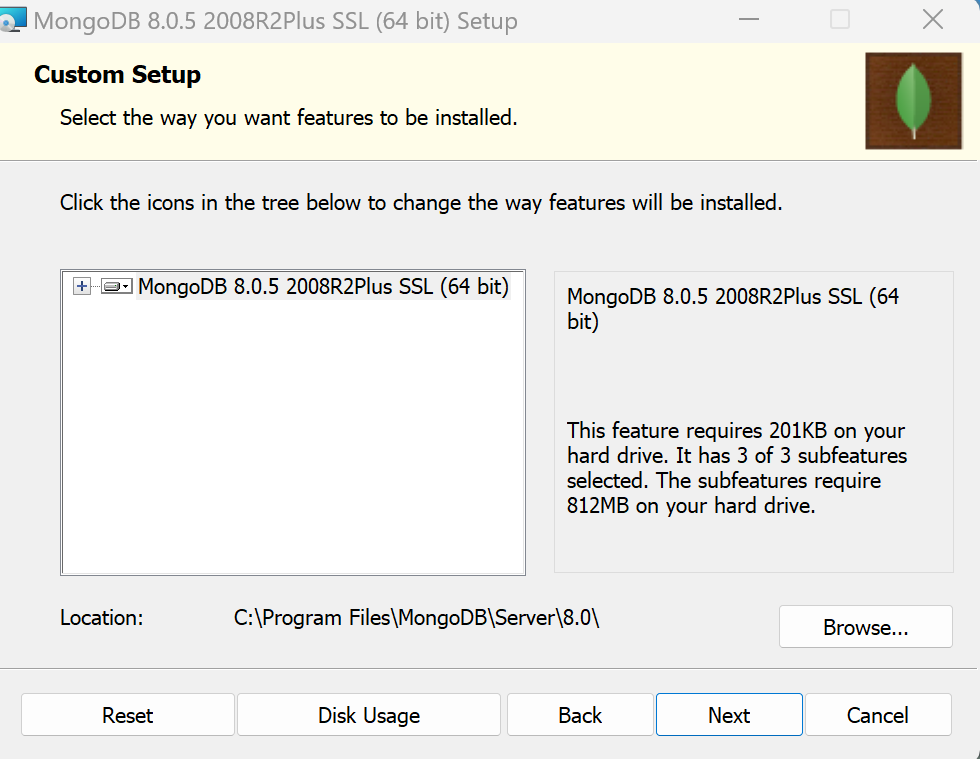 MongoDB 8.0.5 2008R2Plus SSL (64 bit) Setup
Custom Setup
Select the way you want features to be installed.
Click the icons in the tree below to change the way features will be installed.
MongoDB 8.0.5 2008R2Plus SSL (64 bit)
MongoDB 8.0.5 2008R2Plus SSL (64
bit)
This feature requires 201KB on your
hard drive. It has 3 of 3 subfeatures
selected. The subfeatures require
812MB on your hard drive.
Location:
C:\Program Files\MongoDB\Server\8.0\
Browse...
Reset
Disk Usage
Back
Next
Cancel